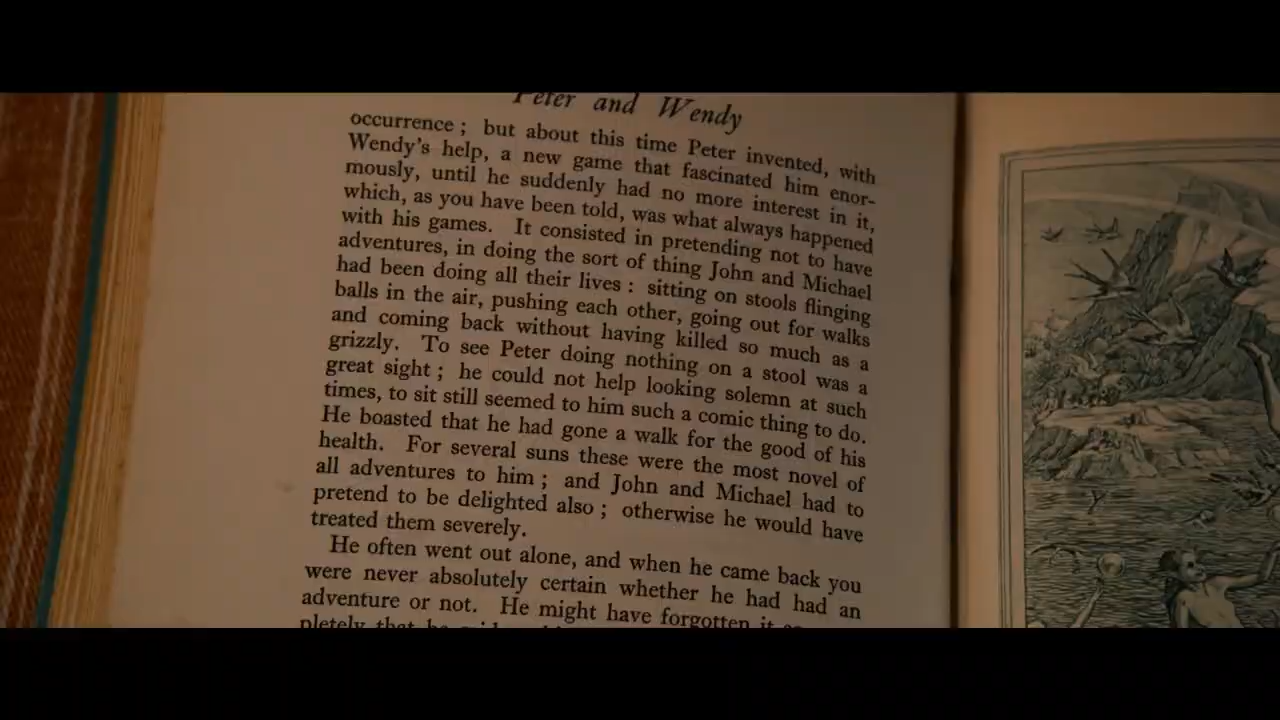 Peter and Wendy
occurrence ; but about this time Peter invented, with
Wendy's help, a new game that fascinated him enor-
mously, until he suddenly had no more interest in it,
which, as you have been told, was what always happened
with his games. It consisted in pretending not to have
adventures, in doing the sort of thing John and Michael
had been doing all their lives : sitting on stools flinging
balls in the air, pushing each other, going out for walks
and coming back without having killed so much as a
grizzly. To see Peter doing nothing on a stool was a
great sight ; he could not help looking solemn at such
times, to sit still seemed to him such a comic thing to do.
He boasted that he had gone a walk for the good of his
health. For several suns these were the most novel of
all adventures to him ; and John and Michael had to
pretend to be delighted also ; otherwise he would have
treated them severely.
He often went out alone, and when he came back you
were never absolutely certain whether he had had an
adventure or not. He might have forgotten it
pletely that he